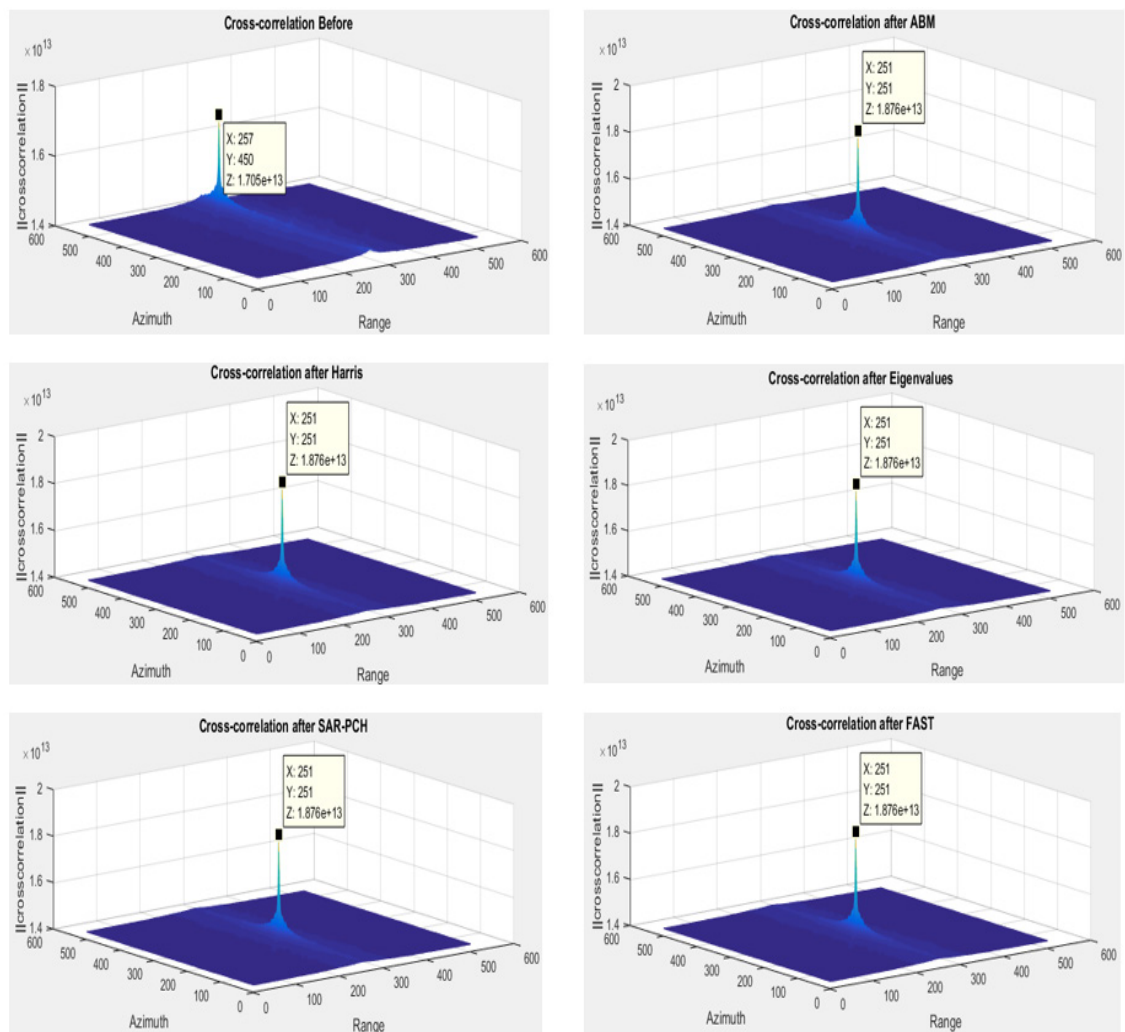 Cross-correlation Before
× 10^13
1.8
1.6
1.4
||crosscorrelation||
X: 257
Y: 450
Z: 1.705e+13
600
500
400
300
200
100
0
Azimuth
0
100
200
300
400
500
600
Range
Cross-correlation after ABM
× 10^13
2
1.8
1.6
1.4
||crosscorrelation||
X: 251
Y: 251
Z: 1.876e+13
600
500
400
300
200
100
0
Azimuth
0
100
200
300
400
500
600
Range
Cross-correlation after Harris
× 10^13
2
1.8
1.6
1.4
||crosscorrelation||
X: 251
Y: 251
Z: 1.876e+13
600
500
400
300
200
100
0
Azimuth
0
100
200
300
400
500
600
Range
Cross-correlation after Eigenvalues
×10^13
2
1.8
1.6
1.4
||crosscorrelation||
X: 251
Y: 251
Z: 1.876e+13
600
500
400
300
200
100
0
Azimuth
0
100
200
300
400
500
600
Range
Cross-correlation after SAR-PCH
× 10^13
2
1.8
1.6
1.4
||crosscorrelation||
X: 251
Y: 251
Z: 1.876e+13
600
500
400
300
200
100
0
Azimuth
0
100
200
300
400
500
600
Range
Cross-correlation after FAST
×10^13
2
1.8
1.6
1.4
||crosscorrelation||
X: 251
Y: 251
Z: 1.876e+13
600
500
400
300
200
100
0
Azimuth
0
100
200
300
400
500
600
Range